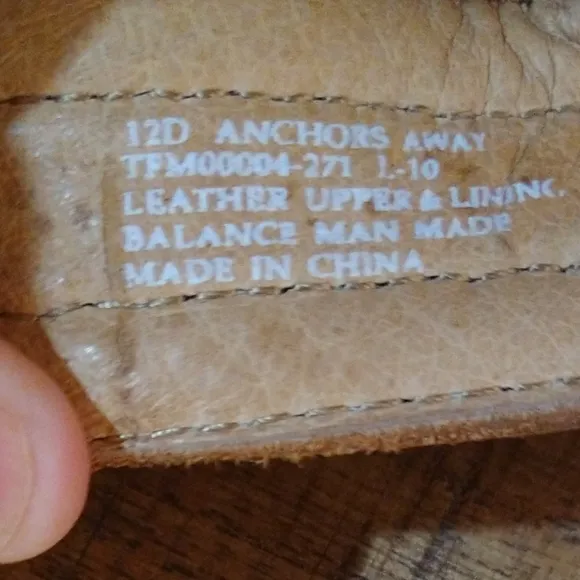 12D ANCHORS AWAY
TFM00004-271 L-10
LEATHER UPPER & LINING.
BALANCE MAN MADE
MADE IN CHINA